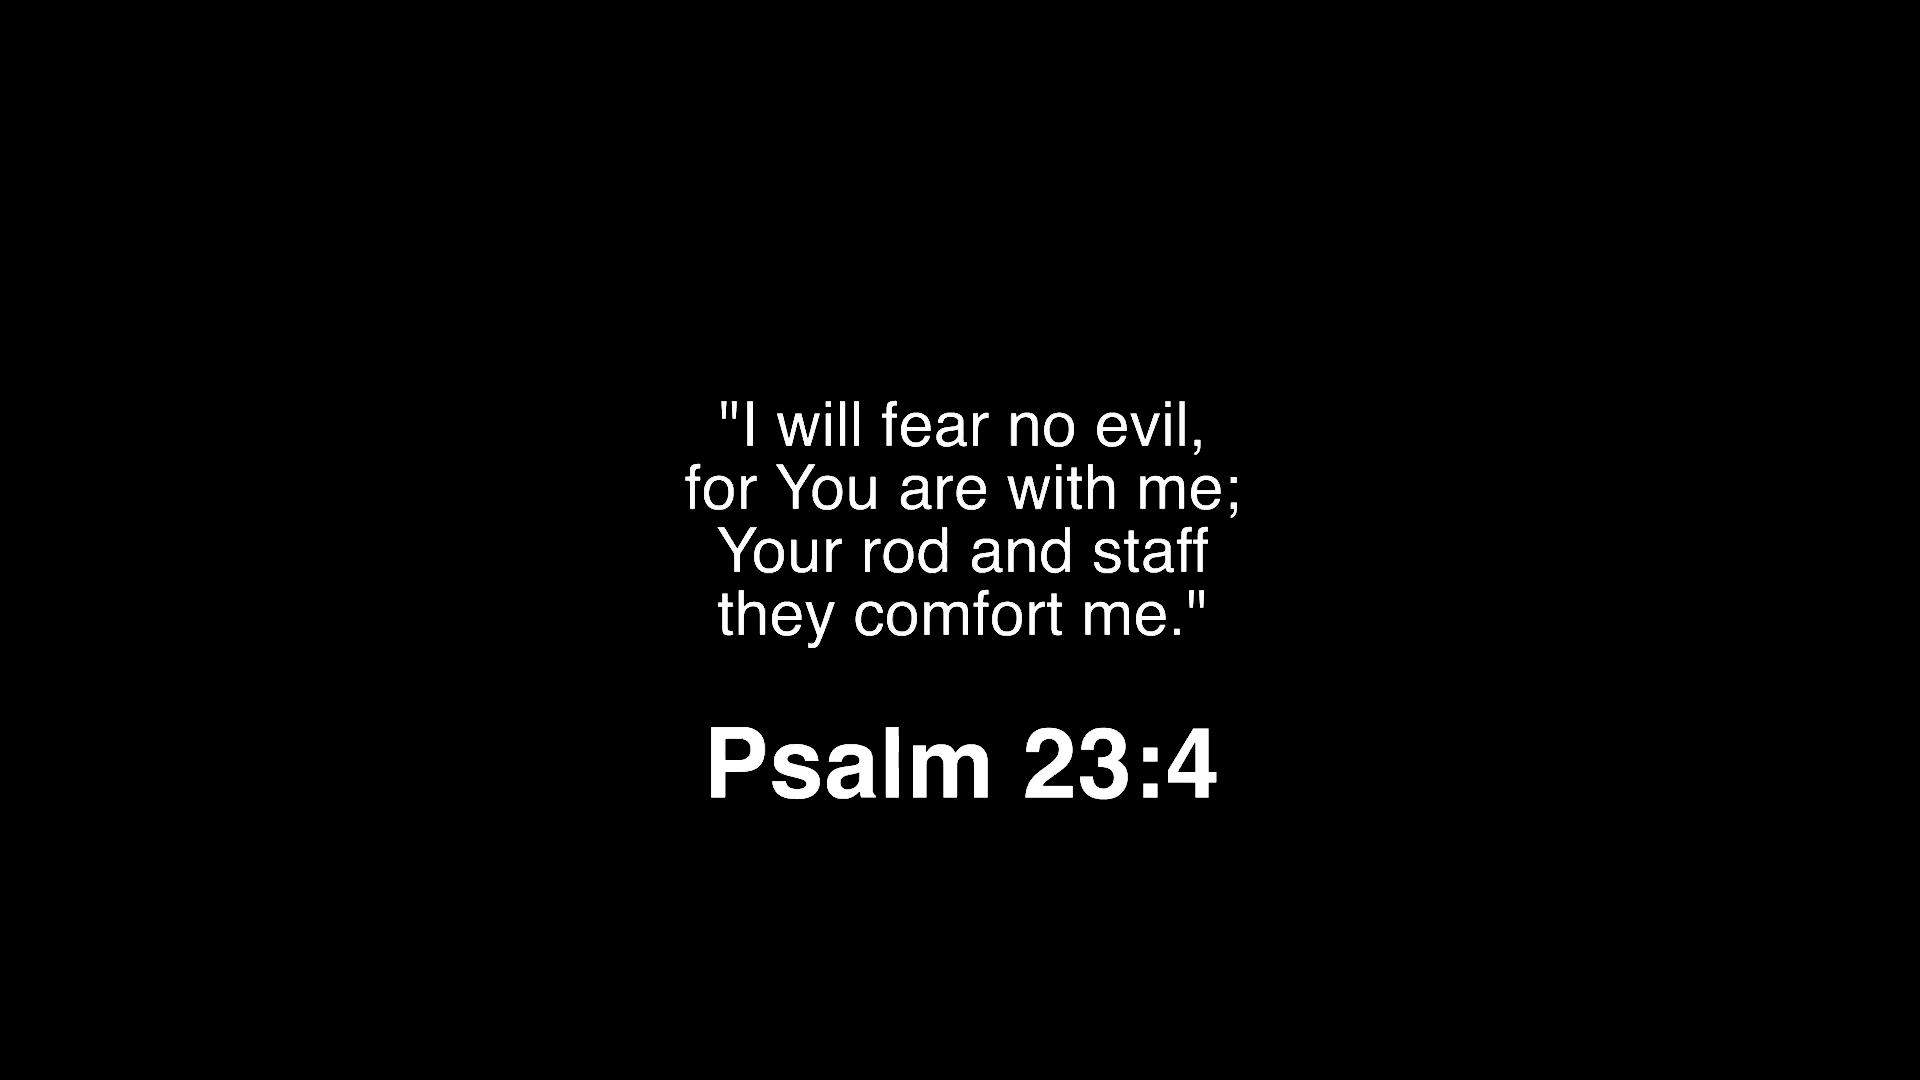 "I will fear no evil,
for You are with me;
Your rod and staff
they comfort me."
Psalm 23:4